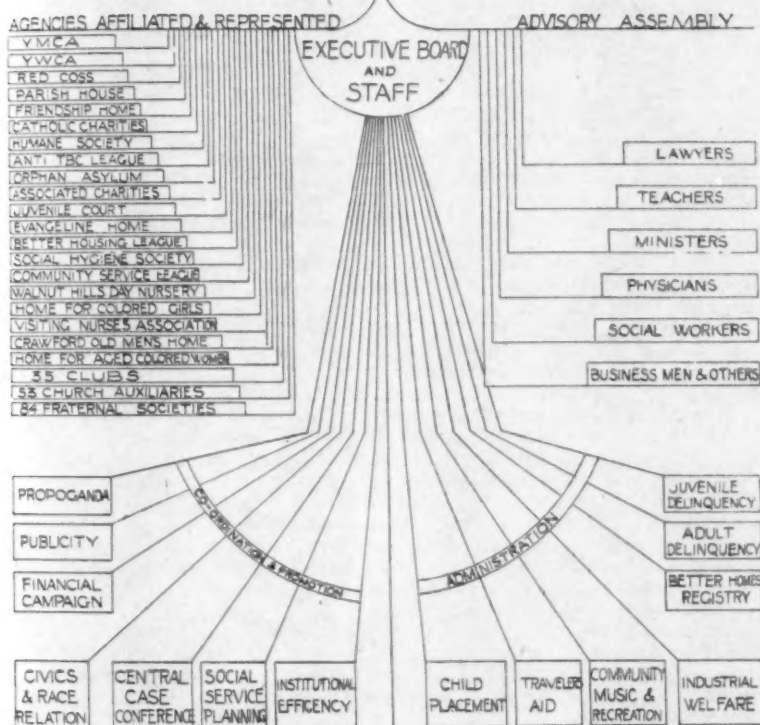 AGENCIES AFFILIATED & REPRESENTED
YMCA
YWCA
RED COSS
PARISH HOUSE
FRIENDSHIP HOME
CATHOLIC CHARITIES
HUMANE SOCIETY
ANTI TBC LEAGUE
ORPHAN ASYLUM
ASSOCIATED CHARITIES
JUVENILE COURT
EVANGELINE HOME
BETTER HOUSING LEAGUE
SOCIAL HYGIENE SOCIETY
COMMUNITY SERVICE LEAGUE
WALNUT HILLS DAY NURSERY
HOME FOR COLORED GIRLS
VISITING NURSES ASSOCIATION
CRAWFORD OLD MENS HOME
HOME FOR AGED COLORED WOMEN
35 CLUBS
53 CHURCH AUXILIARIES
84 FRATERNAL SOCIETIES
EXECUTIVE BOARD
AND
STAFF
ADVISORY ASSEMBLY
LAWYERS
TEACHERS
MINISTERS
PHYSICIANS
SOCIAL WORKERS
BUSINESS MEN & OTHERS
PROPOGANDA
PUBLICITY
FINANCIAL
CAMPAIGN
CO-ORDINATION & PROMOTION
ADMINISTRATION
JUVENILE
DELINQUENCY
ADULT
DELINQUENCY
BETTER HOMES
REGISTRY
CIVICS
& RACE
RELATION
CENTRAL
CASE
CONFERENCE
SOCIAL
SERVICE
PLANNING
INSTITUTIONAL
EFFICENCY
CHILD
PLACEMENT
TRAVELERS
AID
COMMUNITY
MUSIC &
RECREATION
INDUSTRIAL
WELFARE